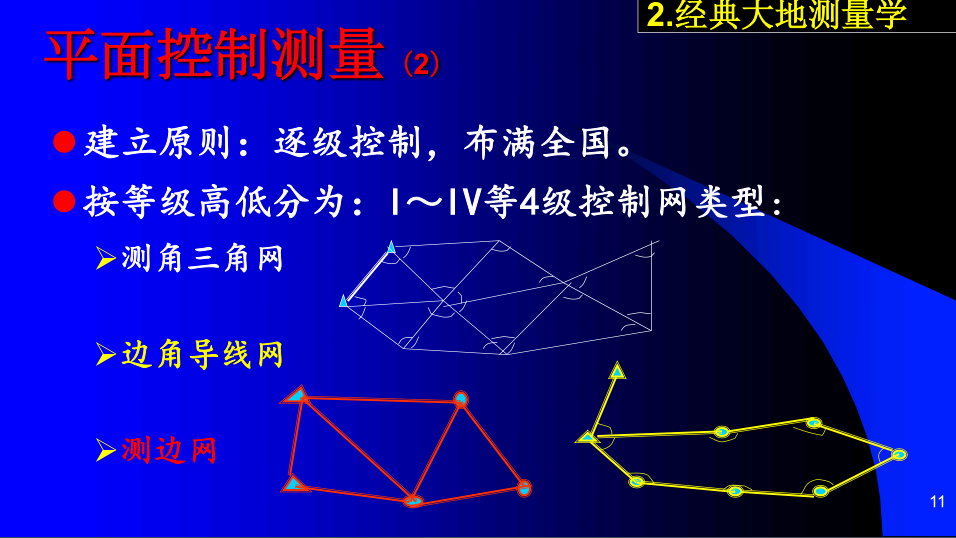 2.经典大地测量学
平面控制测量（2）
建立原则：逐级控制，布满全国。
按等级高低分为：I～IV等4级控制网类型：
测角三角网
边角导线网
测边网
11